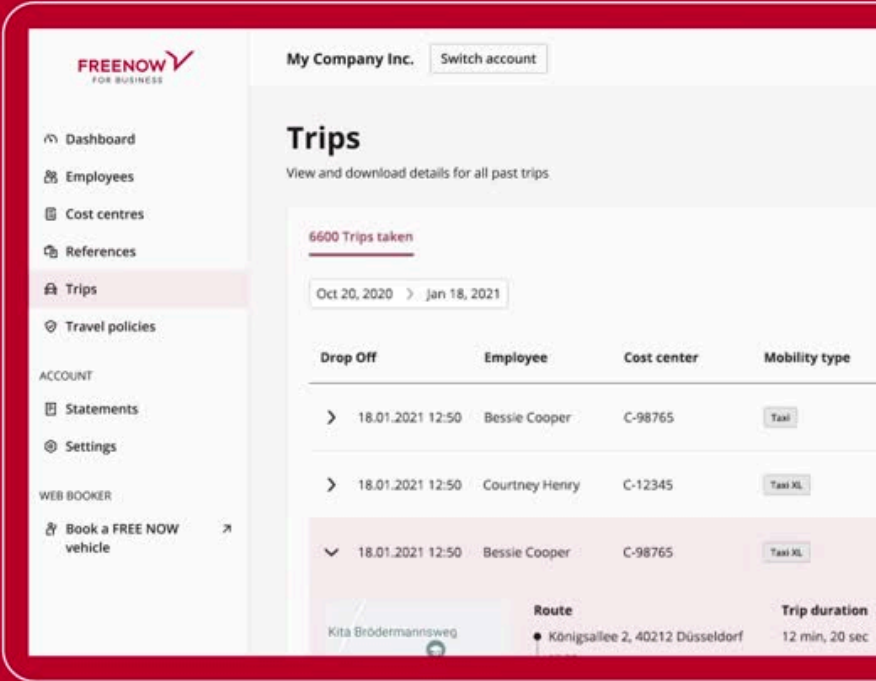 FREENOW
FOR BUSINESS
My Company Inc.
Switch account
Dashboard
Employees
Cost centres
References
Trips
Travel policies
ACCOUNT
Statements
Settings
WEB BOOKER
Book a FREE NOW
vehicle
Trips
View and download details for all past trips
6600 Trips taken
Oct 20, 2020 > Jan 18, 2021
Drop Off Employee Cost center Mobility type
18.01.2021 12:50 Bessie Cooper C-98765 Taxi
18.01.2021 12:50 Courtney Henry C-12345 Taxi XL
18.01.2021 12:50 Bessie Cooper C-98765 Taxi XL
Kita Brödermannsweg
Route Trip duration
Königsallee 2, 40212 Düsseldorf 12 min, 20 sec